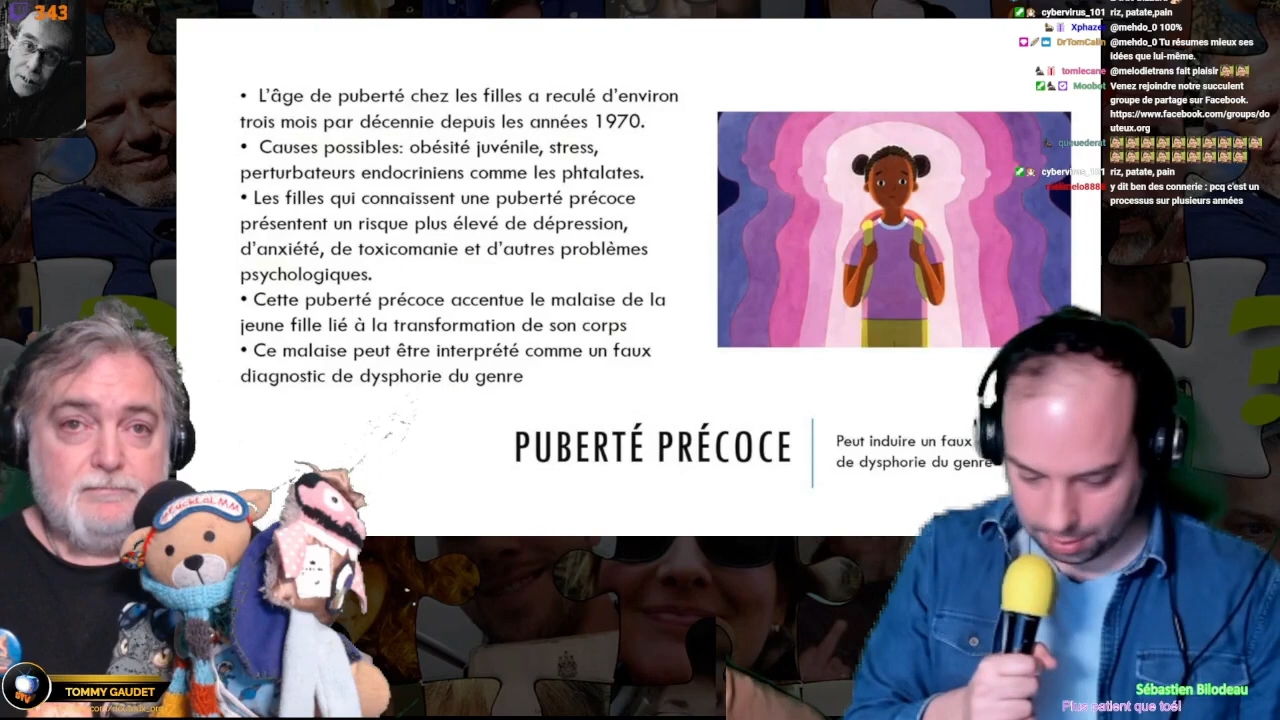 343
• L'âge de puberté chez les filles a reculé d'environ
trois mois par décennie depuis les années 1970.
• Causes possibles: obésité juvénile, stress,
perturbateurs endocriniens comme les phtalates.
• Les filles qui connaissent une puberté précoce
présentent un risque plus élevé de dépression,
d'anxiété, de toxicomanie et d'autres problèmes
psychologiques.
• Cette puberté précoce accentue le malaise de la
jeune fille lié à la transformation de son corps
• Ce malaise peut être interprété comme un faux
diagnostic de dysphorie du genre
PUBERTÉ PRÉCOCE
Peut induire un faux
de dysphorie du genre
cybervirus_101 riz, patate,pain
Xphaze @mehdo_0 100%
DrTomCalin @mehdo_0 Tu résumes mieux ses
idées que lui-même.
tomlecane @melodietrans fait plaisir
Moobot Venez rejoindre notre succulent
groupe de partage sur Facebook.
https://www.facebook.com/groups/do
uteux.org
queuederat
cybervirus_101 riz, patate, pain
y dit ben des connerie : pcq c'est un
processus sur plusieurs années
TOMMY GAUDET
Sébastien Bilodeau
Plus patient que toé!